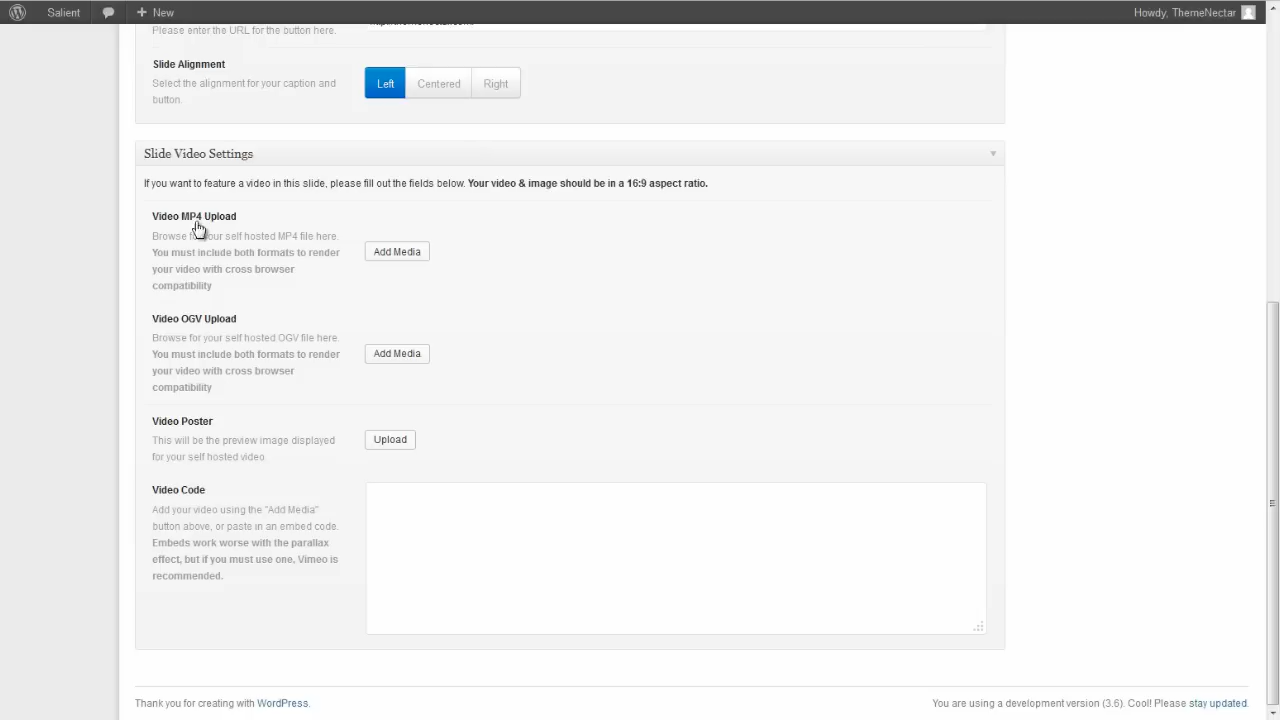 Salient
New
Howdy, ThemeNectar
Please enter the URL for the button here.
Slide Alignment
Select the alignment for your caption and
button.
Left
Centered
Right
Slide Video Settings
If you want to feature a video in this slide, please fill out the fields below. Your video & image should be in a 16:9 aspect ratio.
Video MP4 Upload
Browse for your self hosted MP4 file here.
You must include both formats to render
your video with cross browser
compatibility
Add Media
Video OGV Upload
Browse for your self hosted OGV file here.
You must include both formats to render
your video with cross browser
compatibility
Add Media
Video Poster
This will be the preview image displayed
for your self hosted video.
Upload
Video Code
Add your video using the "Add Media"
button above, or paste in an embed code.
Embeds work worse with the parallax
effect, but if you must use one, Vimeo is
recommended.
Thank you for creating with WordPress.
You are using a development version (3.6). Cool! Please stay updated.